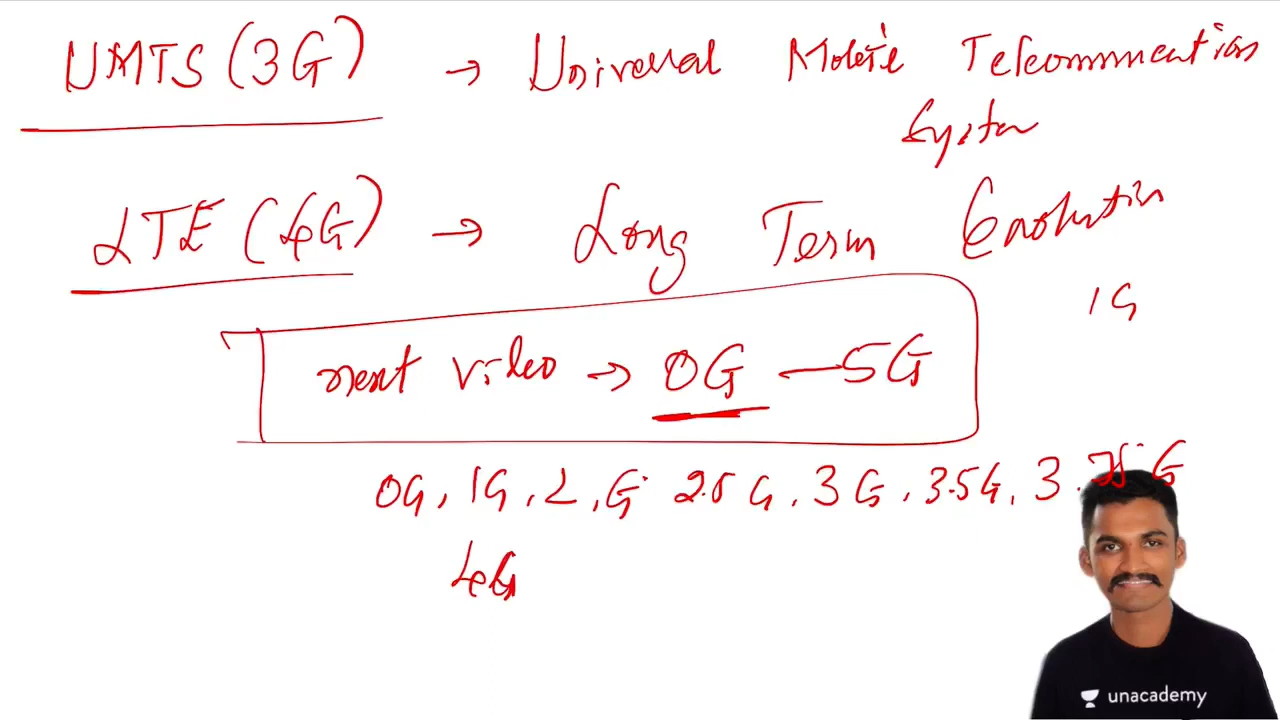 UMTS (3G) → Universal Mobile Telecommunications
System
LTE (4G) → Long Term Evolution
1G
next video → 0G — 5G
0G, 1G, 2, G 2.5G, 3G, 3.5G, 3.75G
4G
unacademy